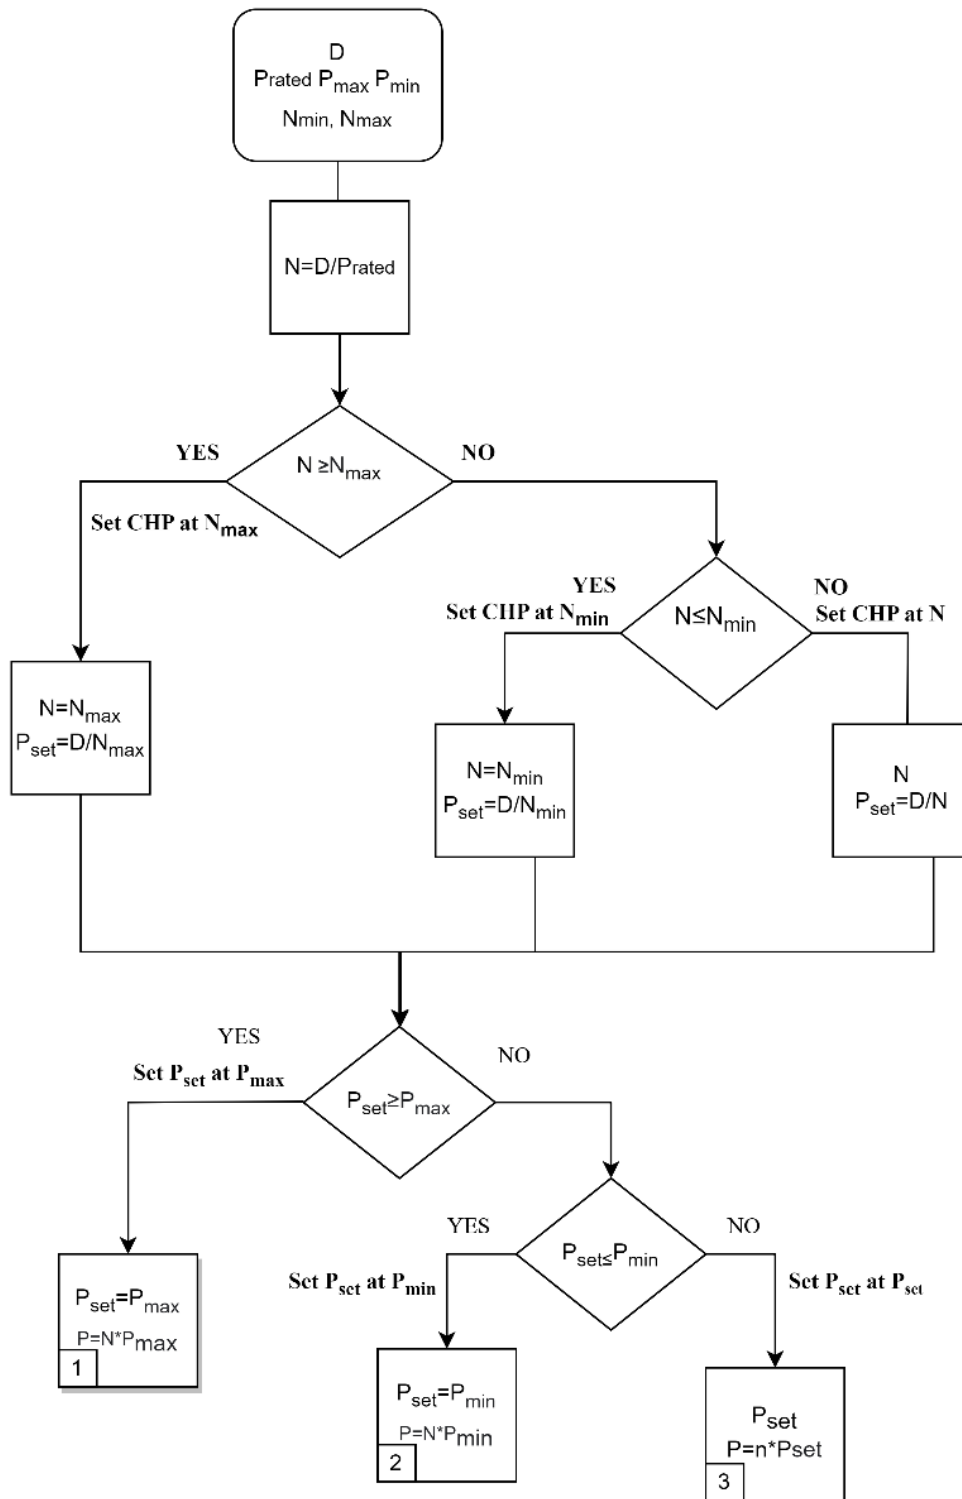 D
Prated Pmax Pmin
Nmin, Nmax
N=D/Prated
YES
N ≥Nmax
NO
Set CHP at Nmax
YES
Set CHP at Nmin
N≤Nmin
NO
Set CHP at N
N=Nmax
Pset=D/Nmax
N=Nmin
Pset=D/Nmin
N
Pset=D/N
YES
Set Pset at Pmax
Pset≥Pmax
NO
YES
Set Pset at Pmin
Pset≤Pmin
NO
Set Pset at Pset
Pset=Pmax
P=N*Pmax
1
Pset=Pmin
P=N*Pmin
2
Pset
P=n*Pset
3